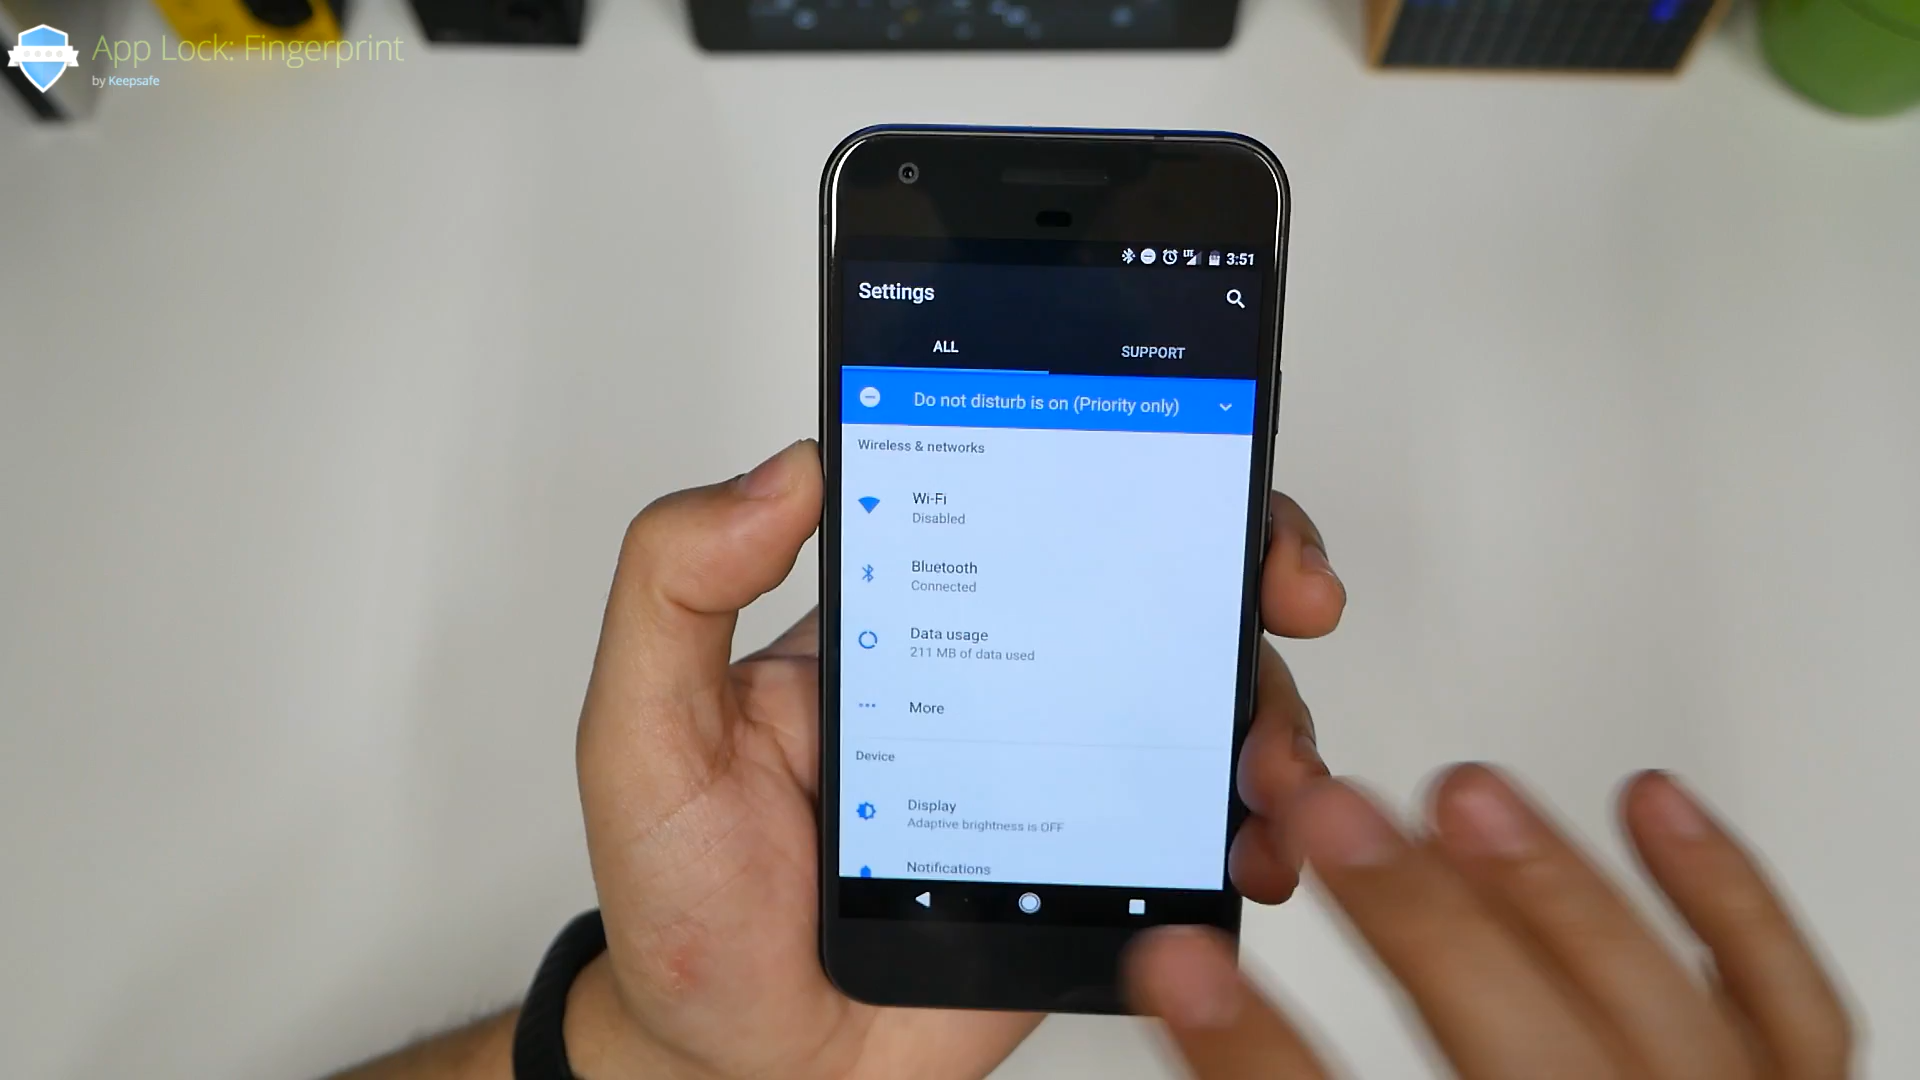 App Lock: Fingerprint
by Keepsafe
LTE
3:51
Settings
ALL
SUPPORT
Do not disturb is on (Priority only)
Wireless & networks
Wi-Fi
Disabled
Bluetooth
Connected
Data usage
211 MB of data used
More
Device
Display
Adaptive brightness is OFF
Notifications